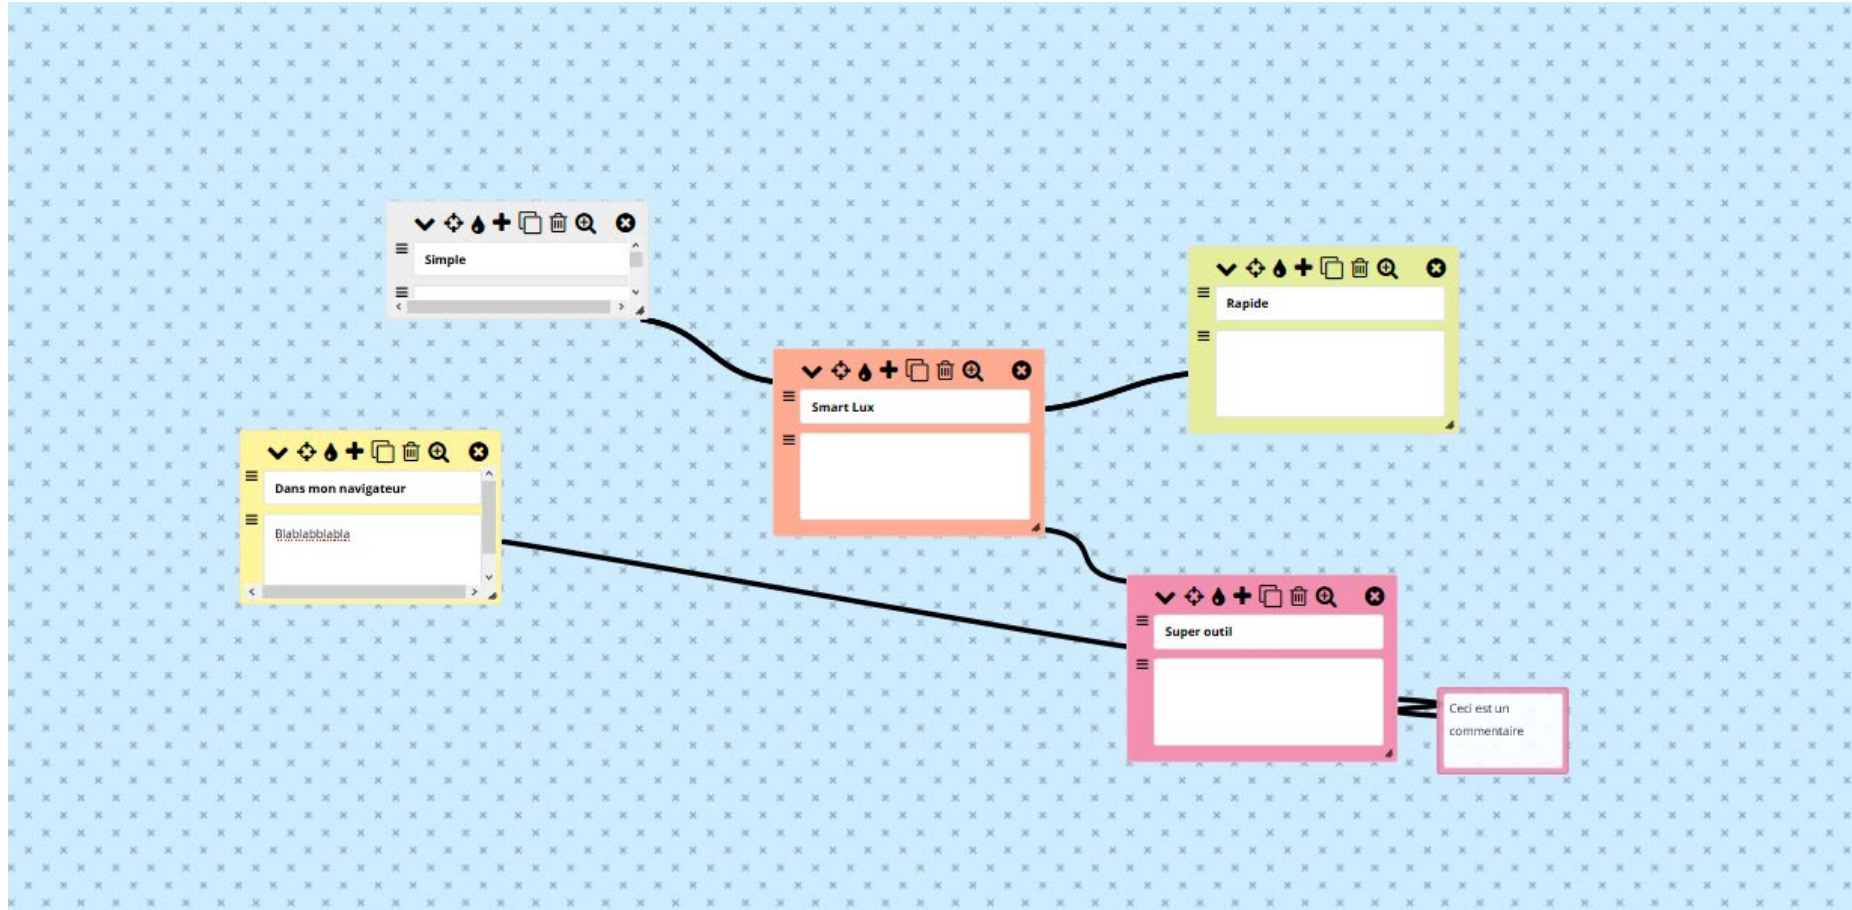 Simple
Rapide
Smart Lux
Dans mon navigateur
Blablabblabla
Super outil
Ceci est un
commentaire